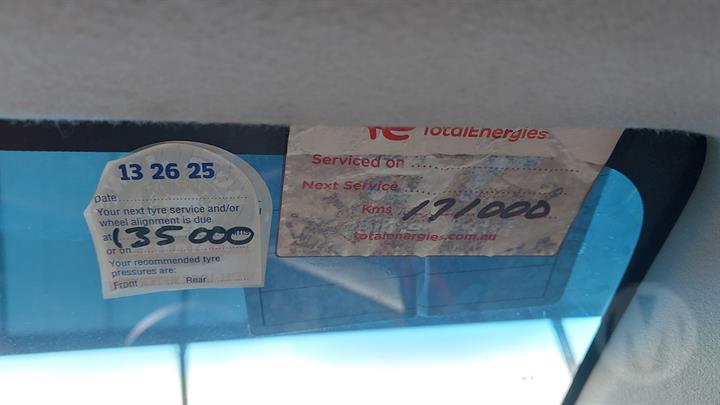 13 26 25
Date
Your next tyre service and/or
wheel alignment is due
at 135000 kms
or on
Your recommended tyre
pressures are:
Front Rear
TotalEnergies
Serviced on
Next Service
Kms 171000
totalenergies.com.au